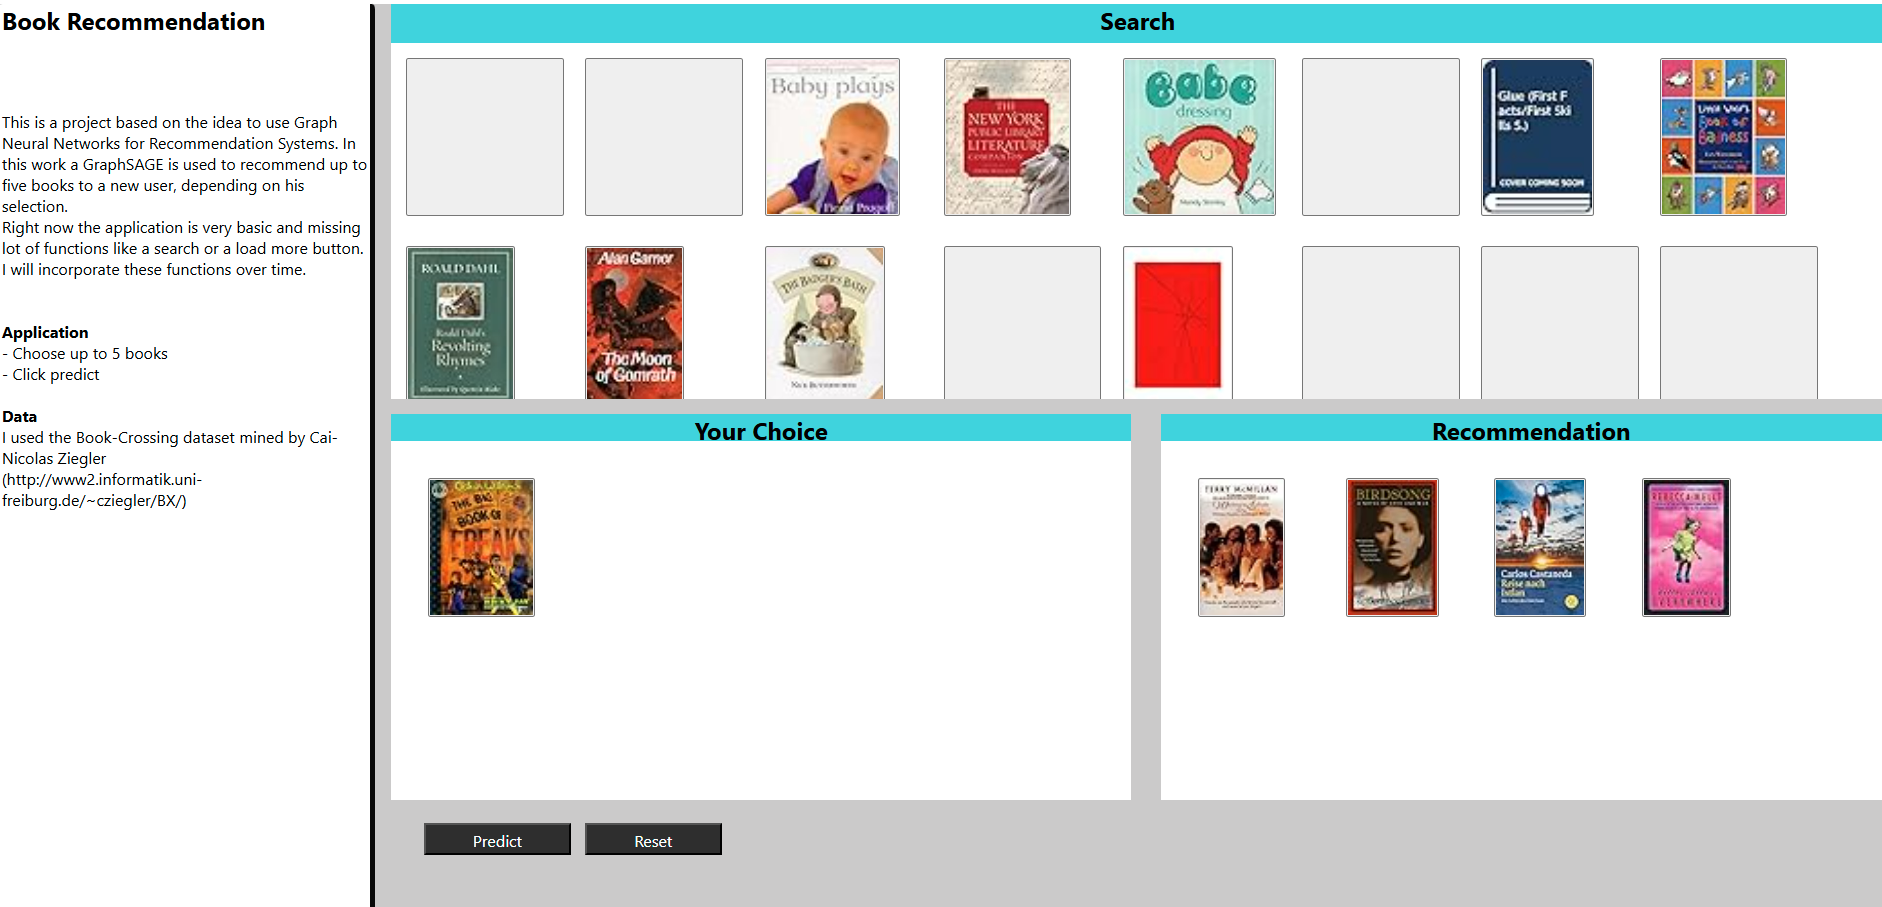 Book Recommendation
This is a project based on the idea to use Graph
Neural Networks for Recommendation Systems. In
this work a GraphSAGE is used to recommend up to
five books to a new user, depending on his
selection.
Right now the application is very basic and missing
lot of functions like a search or a load more button.
I will incorporate these functions over time.
Application
- Choose up to 5 books
- Click predict
Data
I used the Book-Crossing dataset mined by Cai-
Nicolas Ziegler
(http://www2.informatik.uni-
freiburg.de/~cziegler/BX/)
Search
Baby plays
THE
NEW YORK
PUBLIC LIBRARY
LITERATURE
COMPANION
Babe
dressing
Glue (First F
acts/First Ski
lls S.)
COVER COMING SOON
Book of
Badness
ROALD DAHL
Roald Dahl's
Revolting
Rhymes
Alan Garner
The Moon
of Gomrath
THE BADGER'S BATH
NICK BUTTERWORTH
Your Choice
THE BIG
BOOK OF
FREAKS
Recommendation
TERRY McMILLAN
BIRDSONG
Carlos Castaneda
Reise nach
Ixtlan
REBECCA WELLS
Predict
Reset